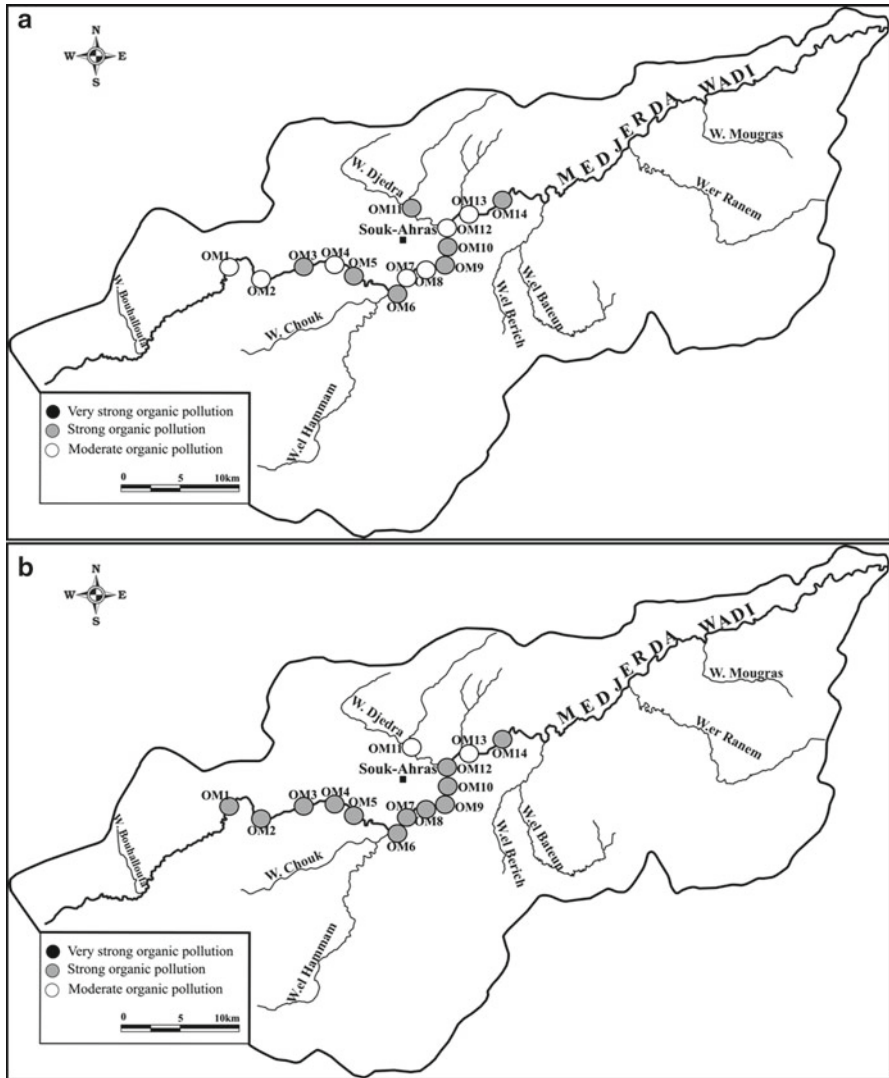 a
N
W E
S
MEDJERDA WADI
W. Mougras
W.er Ranem
W. Djedra
OM13
OM11
OM14
OM12
Souk-Ahras
OM10
OM1
OM3
OM4
OM7
OM9
OM5
OM8
OM2
OM6
W. Bouhallouta
W. Chouk
W.el Berich
W.el Bateun
W.el Hammam
Very strong organic pollution
Strong organic pollution
Moderate organic pollution
0 5 10km
b
N
W E
S
MEDJERDA WADI
W. Mougras
W.er Ranem
W. Djedra
OM13
OM11
OM14
OM12
Souk-Ahras
OM10
OM1
OM3
OM4
OM7
OM9
OM5
OM8
OM2
OM6
W. Bouhallouta
W. Chouk
W.el Berich
W.el Bateun
W.el Hammam
Very strong organic pollution
Strong organic pollution
Moderate organic pollution
0 5 10km